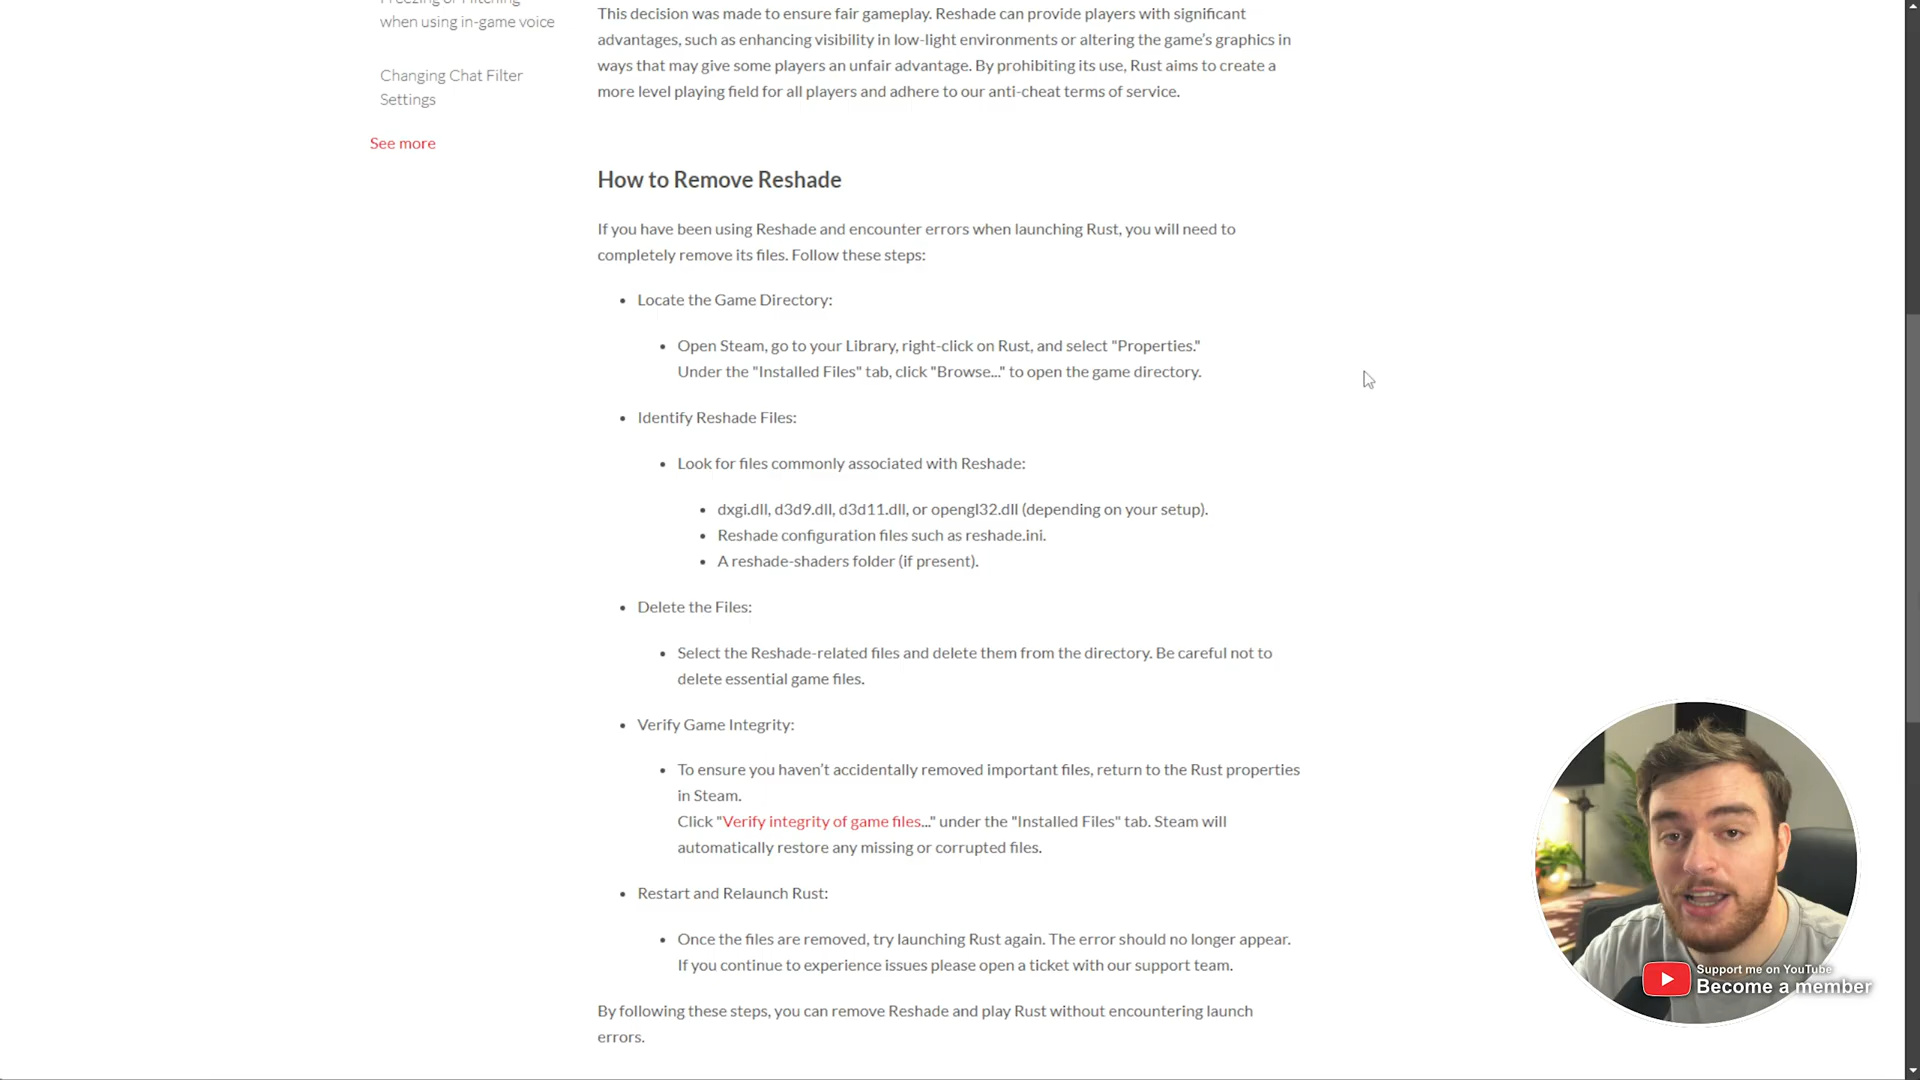 when using in-game voice
Changing Chat Filter
Settings
See more
This decision was made to ensure fair gameplay. Reshade can provide players with significant
advantages, such as enhancing visibility in low-light environments or altering the game's graphics in
ways that may give some players an unfair advantage. By prohibiting its use, Rust aims to create a
more level playing field for all players and adhere to our anti-cheat terms of service.
How to Remove Reshade
If you have been using Reshade and encounter errors when launching Rust, you will need to
completely remove its files. Follow these steps:
• Locate the Game Directory:
• Open Steam, go to your Library, right-click on Rust, and select "Properties."
Under the "Installed Files" tab, click "Browse..." to open the game directory.
• Identify Reshade Files:
• Look for files commonly associated with Reshade:
• dxgi.dll, d3d9.dll, d3d11.dll, or opengl32.dll (depending on your setup).
• Reshade configuration files such as reshade.ini.
• A reshade-shaders folder (if present).
• Delete the Files:
• Select the Reshade-related files and delete them from the directory. Be careful not to
delete essential game files.
• Verify Game Integrity:
• To ensure you haven't accidentally removed important files, return to the Rust properties
in Steam.
Click "Verify integrity of game files..." under the "Installed Files" tab. Steam will
automatically restore any missing or corrupted files.
• Restart and Relaunch Rust:
• Once the files are removed, try launching Rust again. The error should no longer appear.
If you continue to experience issues please open a ticket with our support team.
By following these steps, you can remove Reshade and play Rust without encountering launch
errors.
Support me on YouTube
Become a member